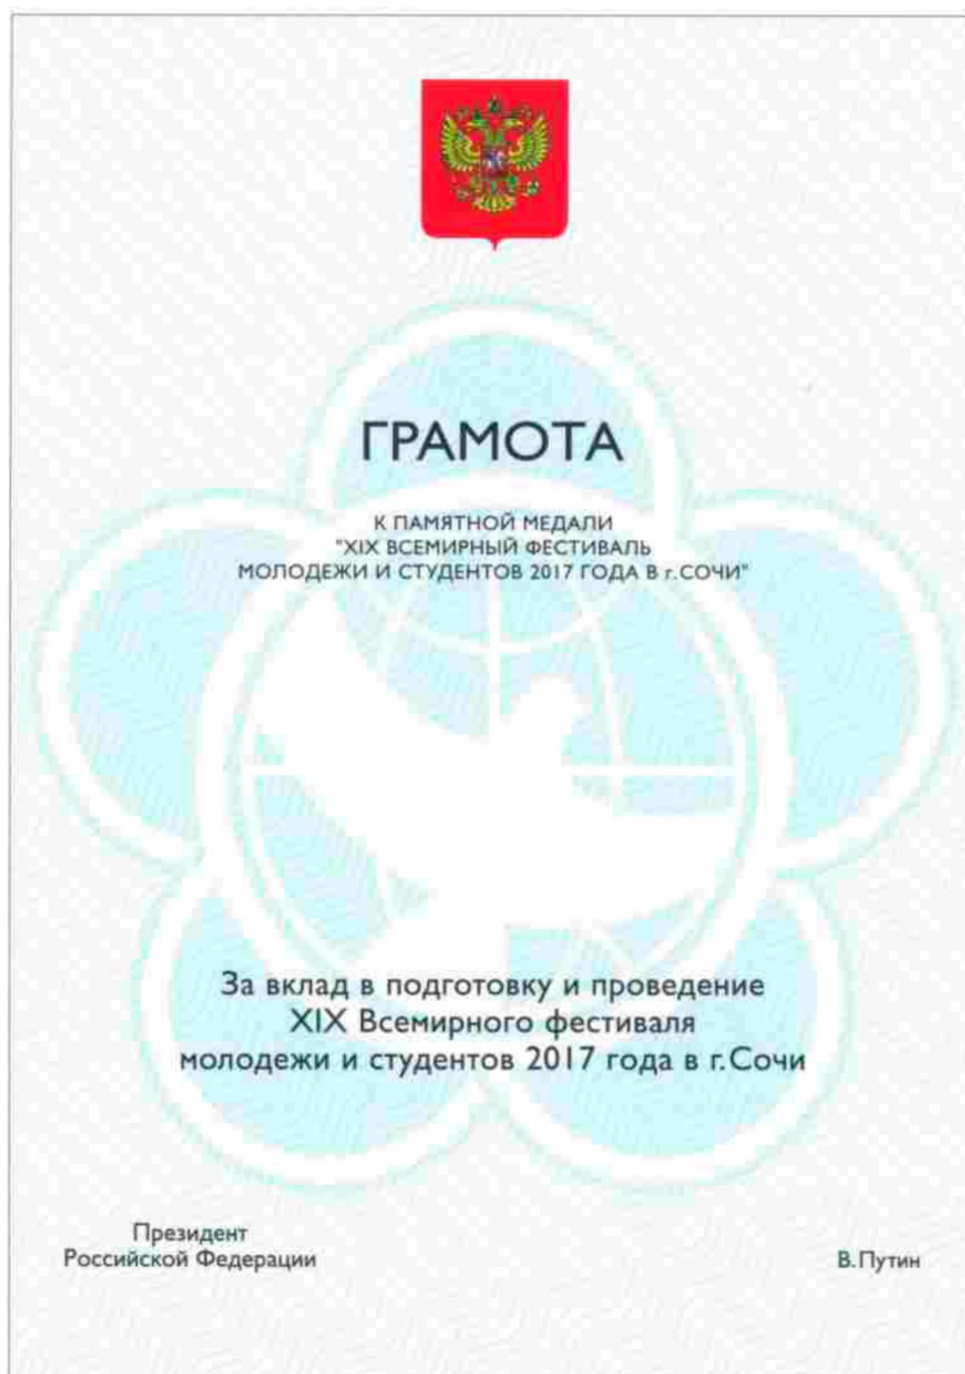 ГРАМОТА
К ПАМЯТНОЙ МЕДАЛИ
"XIX ВСЕМИРНЫЙ ФЕСТИВАЛЬ
МОЛОДЕЖИ И СТУДЕНТОВ 2017 ГОДА В г.СОЧИ"
За вклад в подготовку и проведение
XIX Всемирного фестиваля
молодежи и студентов 2017 года в г.Сочи
Президент
Российской Федерации
В.Путин